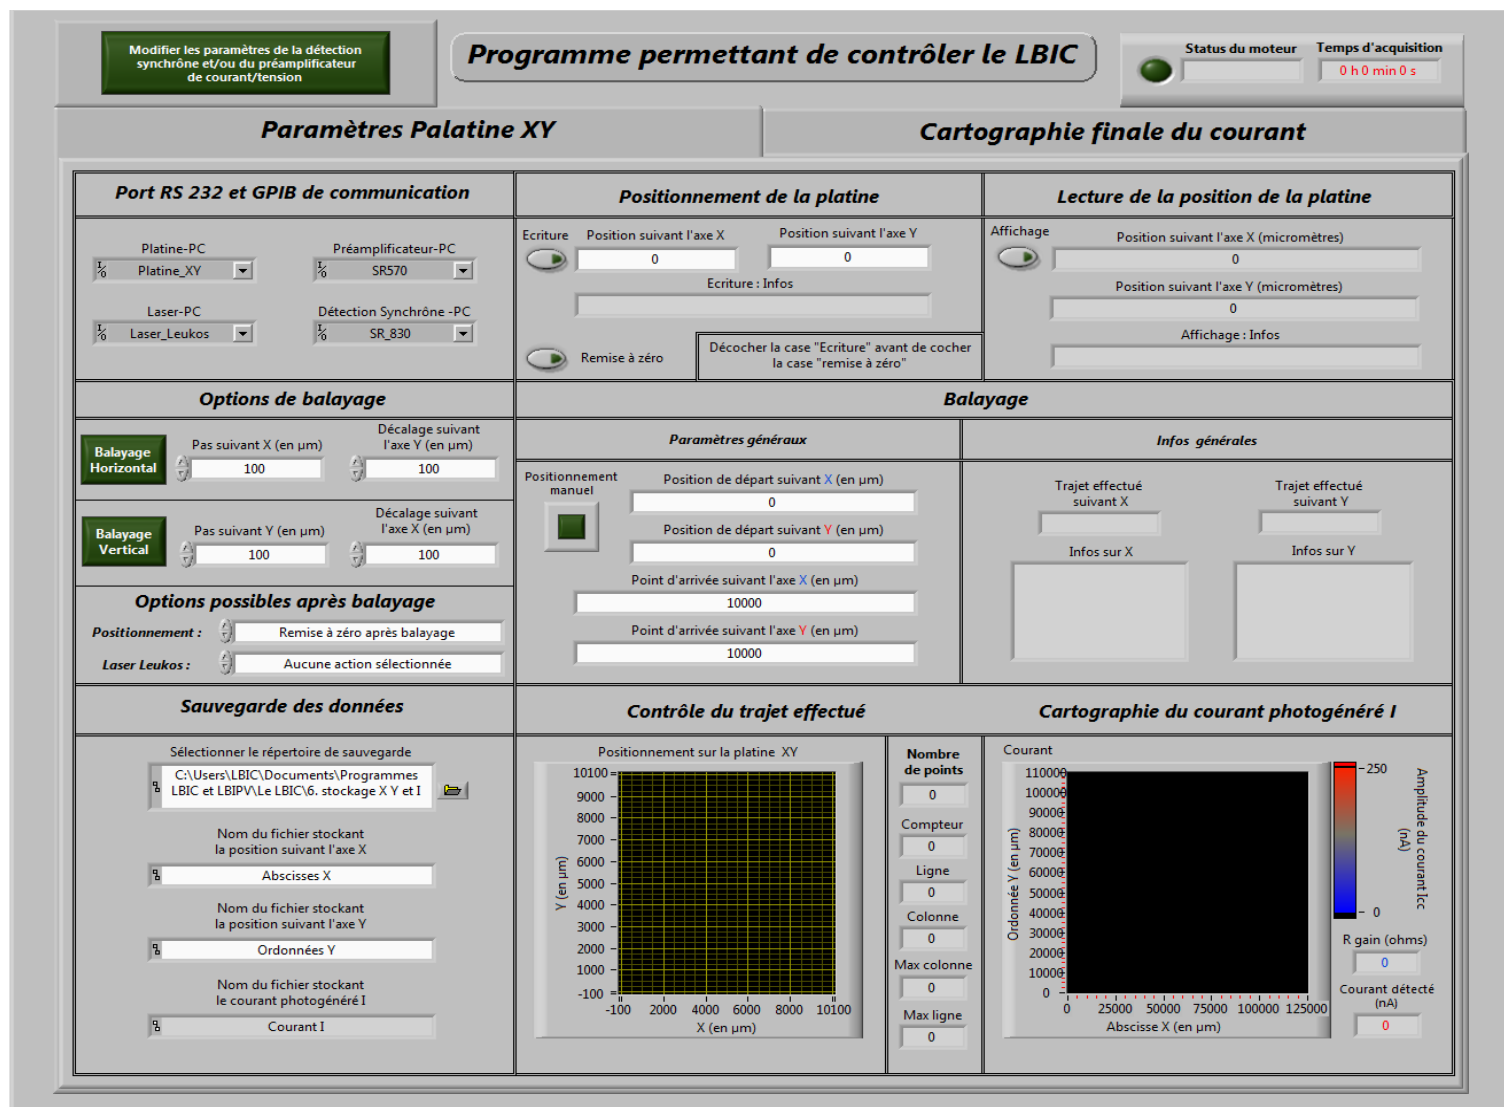 Modifier les paramètres de la détection
synchrône et/ou du préamplificateur
de courant/tension
Programme permettant de contrôler le LBIC
Status du moteur
Temps d'acquisition
0 h 0 min 0 s
Paramètres Palatine XY
Cartographie finale du courant
Port RS 232 et GPIB de communication
Platine-PC
Préamplificateur-PC
Platine_XY
SR570
Laser-PC
Détection Synchrône -PC
Laser_Leukos
SR_830
Positionnement de la platine
Ecriture
Position suivant l'axe X
Position suivant l'axe Y
0
0
Ecriture : Infos
Remise à zéro
Décocher la case "Ecriture" avant de cocher
la case "remise à zéro"
Lecture de la position de la platine
Affichage
Position suivant l'axe X (micromètres)
0
Position suivant l'axe Y (micromètres)
0
Affichage : Infos
Options de balayage
Balayage
Horizontal
Pas suivant X (en µm)
100
Décalage suivant
l'axe Y (en µm)
100
Balayage
Vertical
Pas suivant Y (en µm)
100
Décalage suivant
l'axe X (en µm)
100
Options possibles après balayage
Positionnement :
Remise à zéro après balayage
Laser Leukos :
Aucune action sélectionnée
Balayage
Paramètres généraux
Positionnement
manuel
Position de départ suivant X (en µm)
0
Position de départ suivant Y (en µm)
0
Point d'arrivée suivant l'axe X (en µm)
10000
Point d'arrivée suivant l'axe Y (en µm)
10000
Infos générales
Trajet effectué
suivant X
Trajet effectué
suivant Y
Infos sur X
Infos sur Y
Sauvegarde des données
Sélectionner le répertoire de sauvegarde
C:\Users\LBIC\Documents\Programmes
LBIC et LBIPV\Le LBIC\6. stockage X Y et I
Nom du fichier stockant
la position suivant l'axe X
Abscisses X
Nom du fichier stockant
la position suivant l'axe Y
Ordonnées Y
Nom du fichier stockant
le courant photogénéré I
Courant I
Contrôle du trajet effectué
Positionnement sur la platine XY
10100
9000
8000
7000
6000
5000
4000
3000
2000
1000
-100
Y (en µm)
-100 2000 4000 6000 8000 10100
X (en µm)
Nombre
de points
0
Compteur
0
Ligne
0
Colonne
0
Max colonne
0
Max ligne
0
Cartographie du courant photogénéré I
Courant
110000
100000
90000
80000
70000
60000
50000
40000
30000
20000
10000
0
Ordonnée Y (en µm)
0 25000 50000 75000 100000 125000
Abscisse X (en µm)
250
0
Amplitude du courant Icc
(nA)
R gain (ohms)
0
Courant détecté
(nA)
0